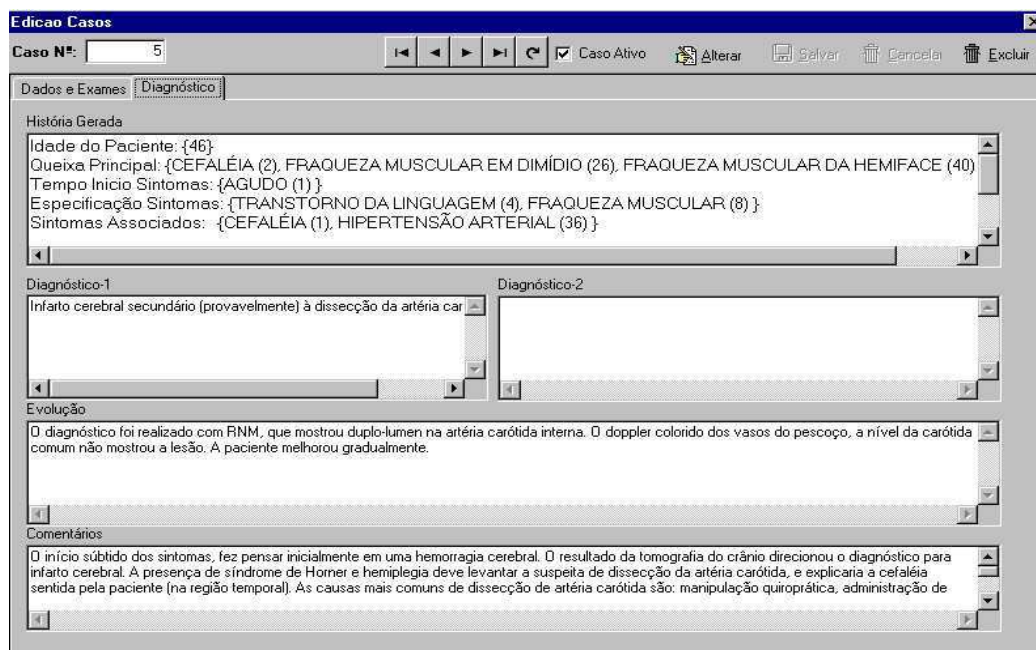 Edicao Casos
Caso Nº: 5 Caso Ativo Alterar Salvar Cancelar Excluir
Dados e Exames Diagnóstico
História Gerada
Idade do Paciente: {46}
Queixa Principal: {CEFALÉIA (2), FRAQUEZA MUSCULAR EM DIMÍDIO (26), FRAQUEZA MUSCULAR DA HEMIFACE (40)
Tempo Inicio Sintomas: {AGUDO (1) }
Especificação Sintomas: {TRANSTORNO DA LINGUAGEM (4), FRAQUEZA MUSCULAR (8) }
Sintomas Associados: {CEFALÉIA (1), HIPERTENSÃO ARTERIAL (36) }
Diagnóstico-1 Diagnóstico-2
Infarto cerebral secundário (provavelmente) à dissecção da artéria car
Evolução
O diagnóstico foi realizado com RNM, que mostrou duplo-lumen na artéria carótida interna. O doppler colorido dos vasos do pescoço, a nível da carótida
comum não mostrou a lesão. A paciente melhorou gradualmente.
Comentários
O início súbtido dos sintomas, fez pensar inicialmente em uma hemorragia cerebral. O resultado da tomografia do crânio direcionou o diagnóstico para
infarto cerebral. A presença de síndrome de Horner e hemiplegia deve levantar a suspeita de dissecção da artéria carótida, e explicaria a cefaléia
sentida pela paciente (na região temporal). As causas mais comuns de dissecção de artéria carótida são: manipulação quiroprática, administração de